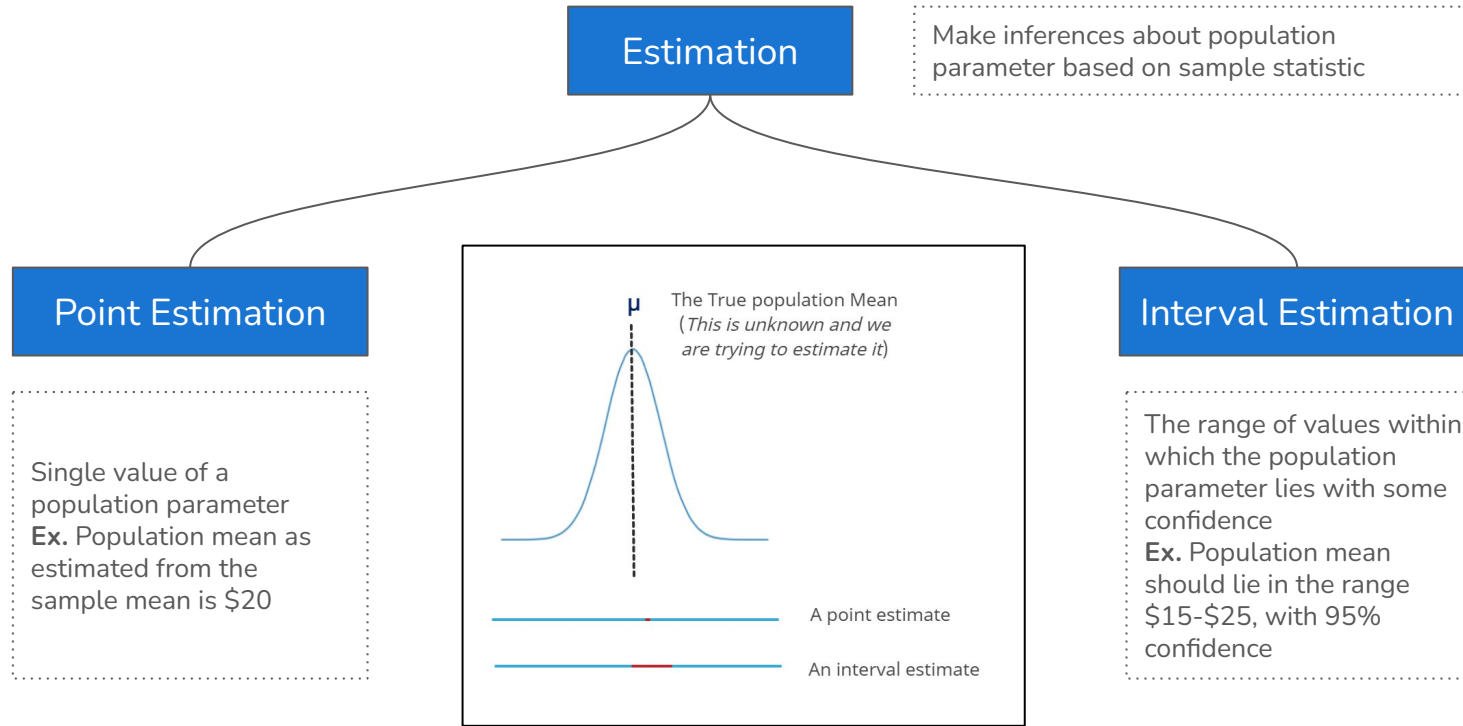 Estimation
Make inferences about population
parameter based on sample statistic
Point Estimation
Single value of a
population parameter
Ex. Population mean as
estimated from the
sample mean is $20
μ
The True population Mean
(This is unknown and we
are trying to estimate it)
A point estimate
An interval estimate
Interval Estimation
The range of values within
which the population
parameter lies with some
confidence
Ex. Population mean
should lie in the range
$15-$25, with 95%
confidence